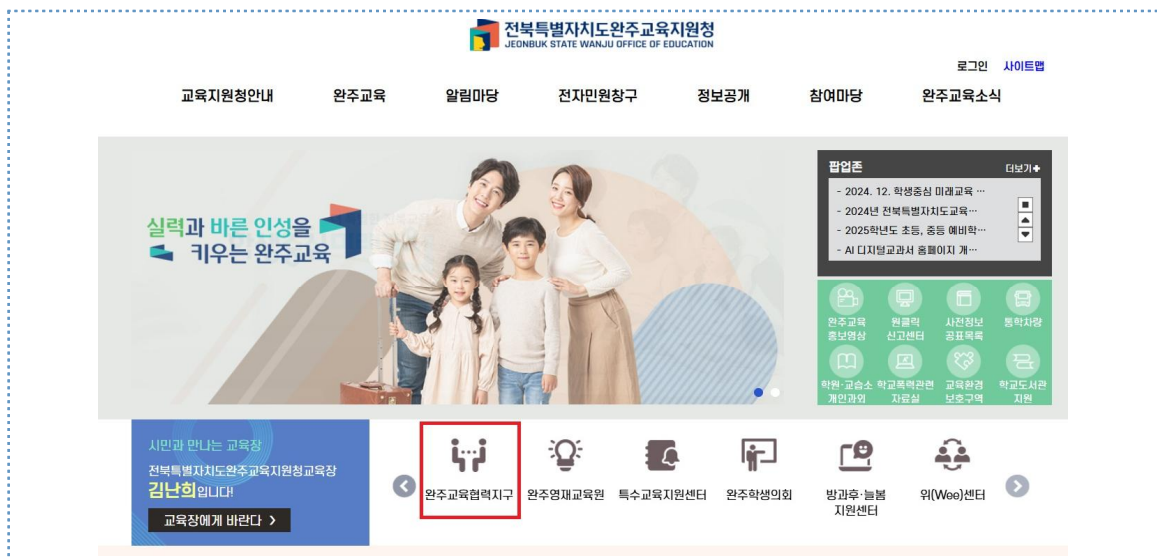 전북특별자치도완주교육지원청
JEONBUK STATE WANJU OFFICE OF EDUCATION
로그인 사이트맵
교육지원청안내 완주교육 알림마당 전자민원창구 정보공개 참여마당 완주교육소식
실력과 바른 인성을
키우는 완주교육
팝업존 더보기+
- 2024. 12. 학생중심 미래교육 …
- 2024년 전북특별자치도교육…
- 2025학년도 초등, 중등 예비학…
- AI 디지털교과서 홈페이지 개…
완주교육 홍보영상
원클릭 신고센터
사전정보 공표목록
통학차량
학원·교습소 개인과외
학교폭력관련 자료실
교육환경 보호구역
학교도서관 지원
시민과 만나는 교육장
전북특별자치도완주교육지원청교육장
김난희입니다!
교육장에게 바란다 >
완주교육협력지구 완주영재교육원 특수교육지원센터 완주학생의회 방과후·늘봄 지원센터 위(Wee)센터